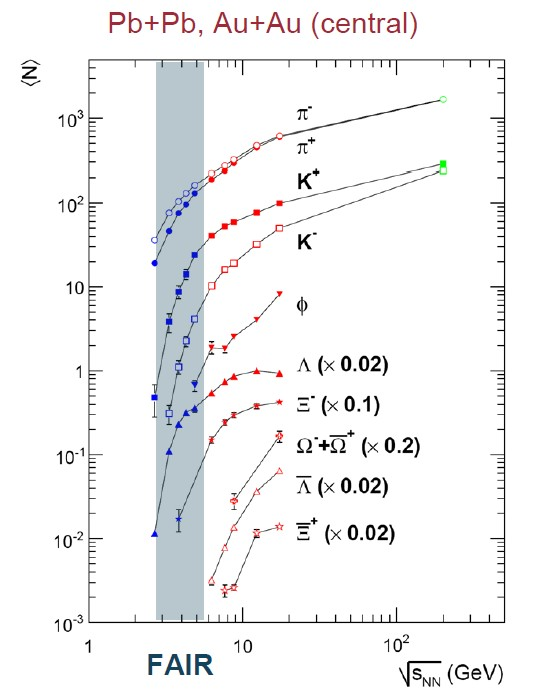 Pb+Pb, Au+Au (central)
⟨N⟩
10³
10²
10
1
10⁻¹
10⁻²
10⁻³
π⁻
π⁺
K⁺
K⁻
ϕ
Λ (× 0.02)
Ξ⁻ (× 0.1)
Ω⁻+Ω̅⁺ (× 0.2)
Λ̅ (× 0.02)
Ξ̅⁺ (× 0.02)
1
10
10²
FAIR
√s_NN (GeV)